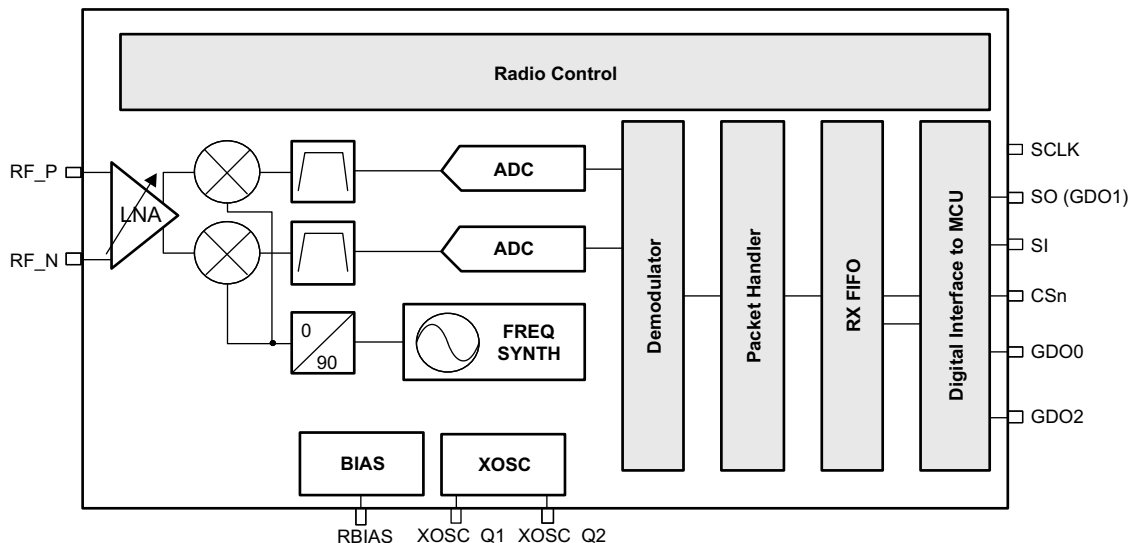 Radio Control
RF_P
RF_N
LNA
ADC
ADC
0
90
FREQ
SYNTH
BIAS
XOSC
RBIAS
XOSC_Q1
XOSC_Q2
Demodulator
Packet Handler
RX FIFO
Digital Interface to MCU
SCLK
SO (GDO1)
SI
CSn
GDO0
GDO2